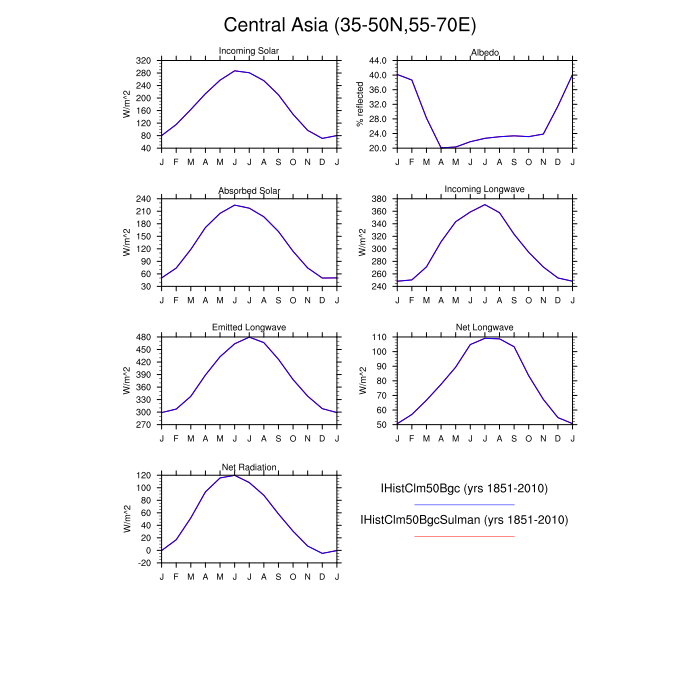 Central Asia (35-50N,55-70E)
Incoming Solar
W/m^2
320
280
240
200
160
120
80
40
J F M A M J J A S O N D J
Albedo
% reflected
44.0
40.0
36.0
32.0
28.0
24.0
20.0
J F M A M J J A S O N D J
Absorbed Solar
W/m^2
240
210
180
150
120
90
60
30
J F M A M J J A S O N D J
Incoming Longwave
W/m^2
380
360
340
320
300
280
260
240
J F M A M J J A S O N D J
Emitted Longwave
W/m^2
480
450
420
390
360
330
300
270
J F M A M J J A S O N D J
Net Longwave
W/m^2
110
100
90
80
70
60
50
J F M A M J J A S O N D J
Net Radiation
W/m^2
120
100
80
60
40
20
0
-20
J F M A M J J A S O N D J
IHistClm50Bgc (yrs 1851-2010)
IHistClm50BgcSulman (yrs 1851-2010)